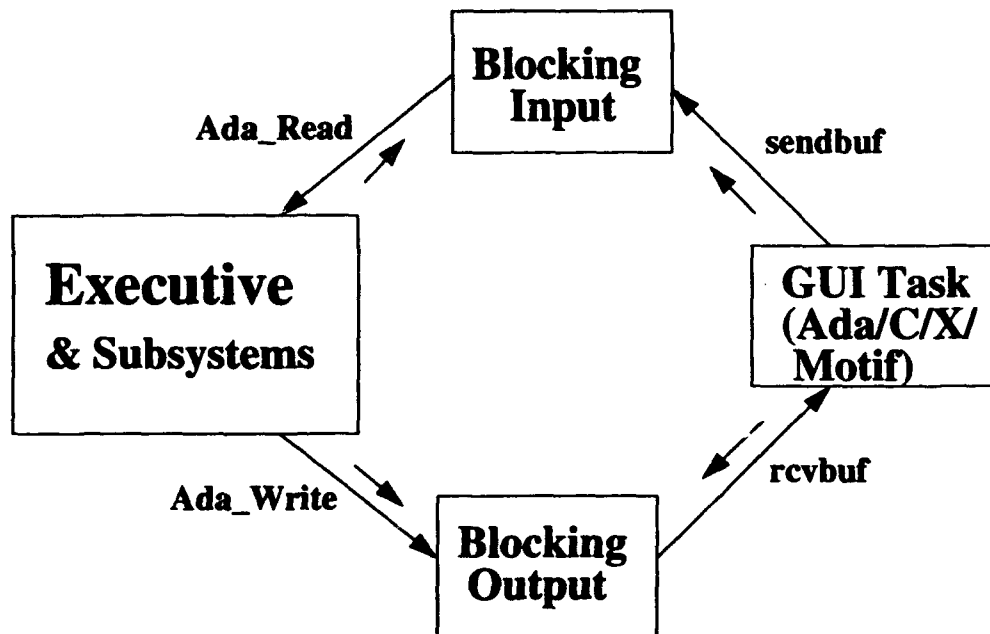 Blocking
Input
Ada_Read
sendbuf
Executive
& Subsystems
GUI Task
(Ada/C/X/
Motif)
Ada_Write
rcvbuf
Blocking
Output